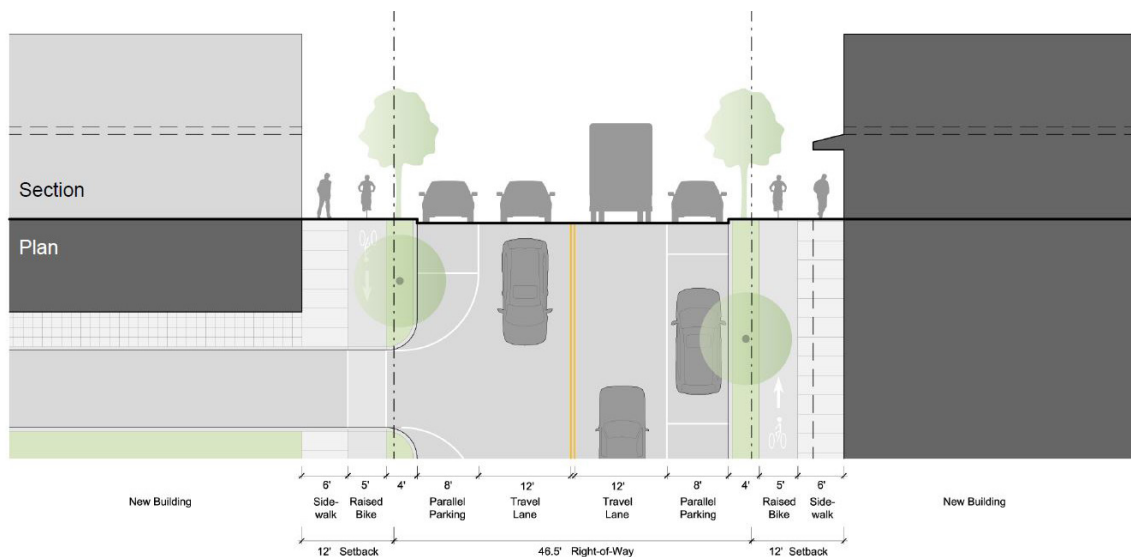 Section
Plan
6' 5' 4' 8' 12' 12' 8' 4' 5' 6'
New Building Side- Raised Parallel Travel Travel Parallel Raised Side- New Building
walk Bike Parking Lane Lane Parking Bike walk
12' Setback 46.5' Right-of-Way 12' Setback